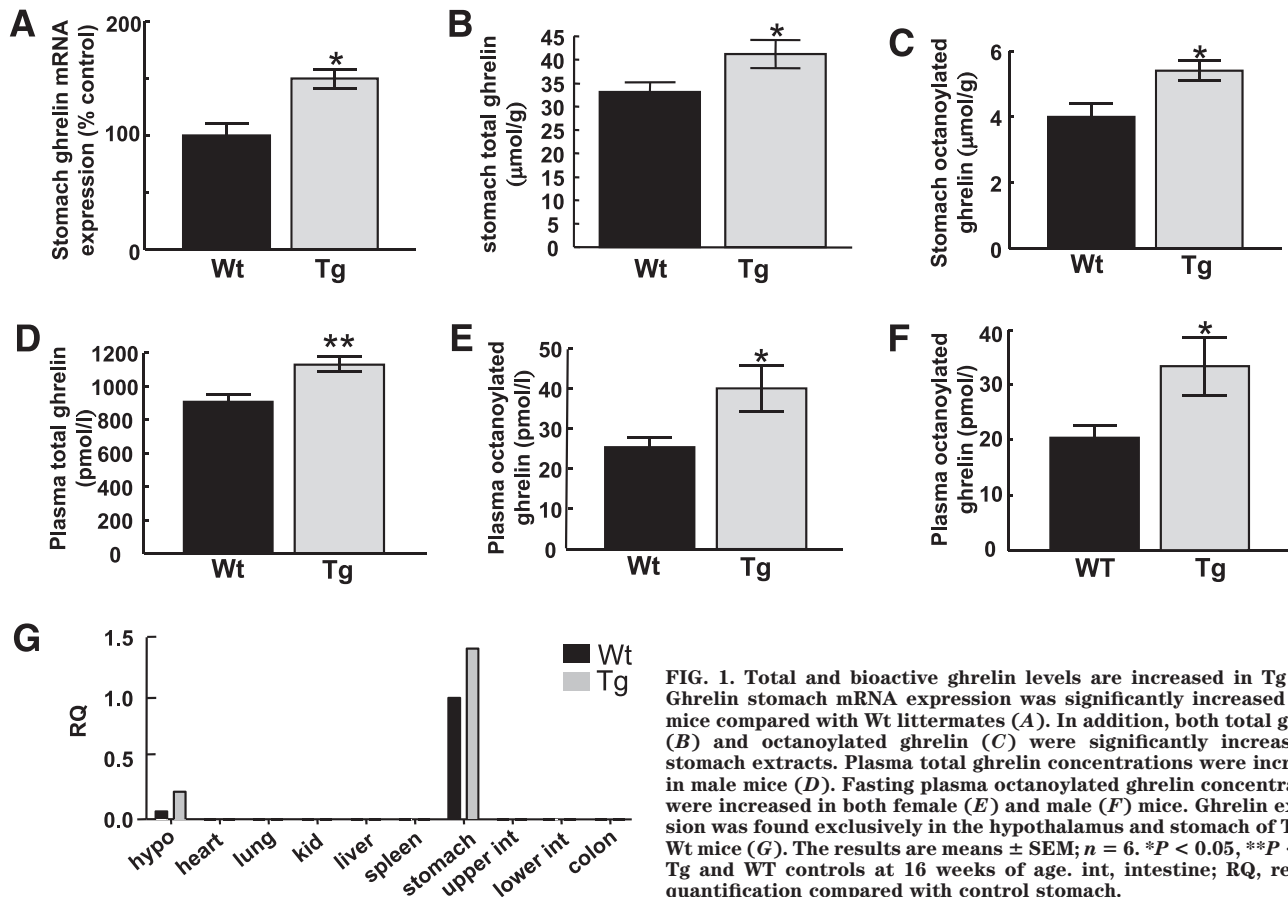 A
Stomach ghrelin mRNA
expression (% control)
200
100
0
*
Wt
Tg
B
stomach total ghrelin
(μmol/g)
45
40
35
30
25
20
15
10
5
0
*
Wt
Tg
C
Stomach octanoylated
ghrelin (μmol/g)
6
4
2
0
*
Wt
Tg
D
Plasma total ghrelin
(pmol/l)
1200
1000
800
600
400
200
0
**
Wt
Tg
E
Plasma octanoylated
ghrelin (pmol/l)
50
40
30
20
10
0
*
Wt
Tg
F
Plasma octanoylated
ghrelin (pmol/)
40
30
20
10
0
*
WT
Tg
G
RQ
1.5
1.0
0.5
0.0
hypo
heart
lung
kid
liver
spleen
stomach
upper int
lower int
colon
Wt
Tg
FIG. 1. Total and bioactive ghrelin levels are increased in Tg
Ghrelin stomach mRNA expression was significantly increased
mice compared with Wt littermates (A). In addition, both total g
(B) and octanoylated ghrelin (C) were significantly increas
stomach extracts. Plasma total ghrelin concentrations were incre
in male mice (D). Fasting plasma octanoylated ghrelin concentra
were increased in both female (E) and male (F) mice. Ghrelin ex
sion was found exclusively in the hypothalamus and stomach of T
Wt mice (G). The results are means ± SEM; n = 6. *P < 0.05, **P <
Tg and WT controls at 16 weeks of age. int, intestine; RQ, re
quantification compared with control stomach.